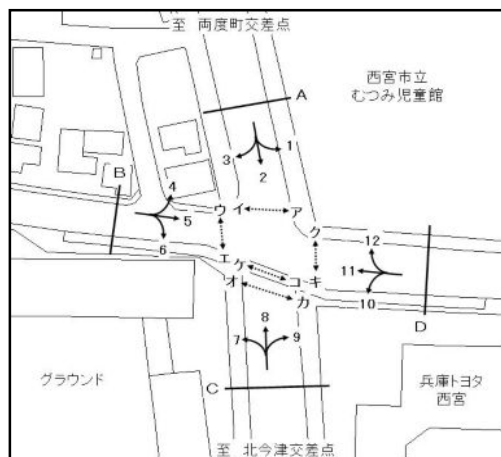 至 両度町交差点
西宮市立
むつみ児童館
A
1
2
3
B
4
5
6
ウ
イ
ア
ク
12
11
10
エ
ケ
コ
キ
オ
カ
D
8
7
9
C
グラウンド
兵庫トヨタ
西宮
至 北今津交差点